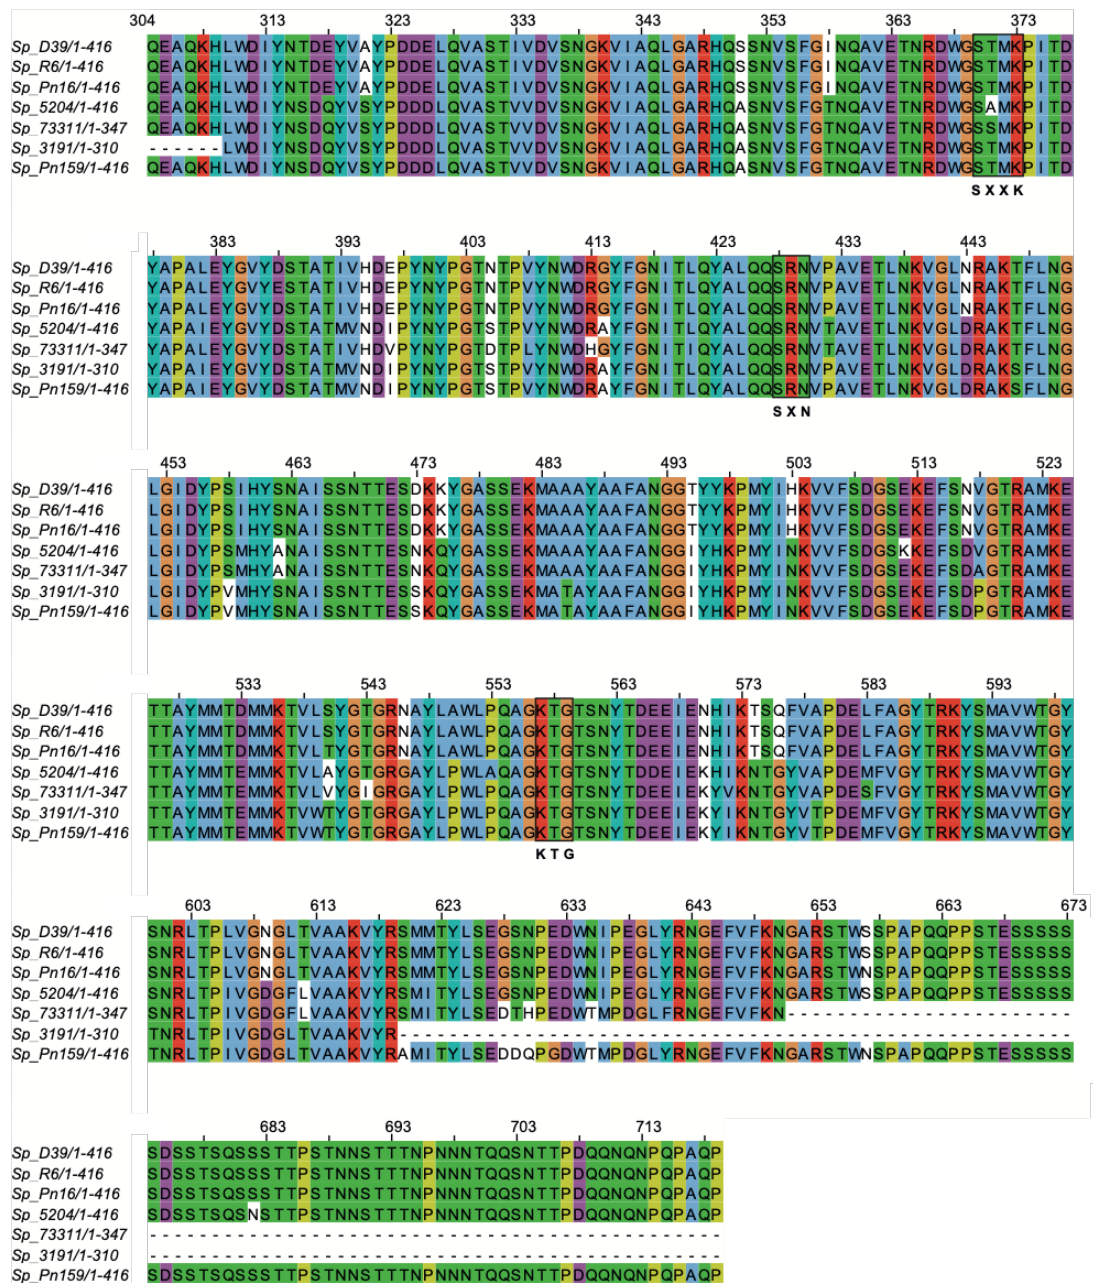 304 313 323 333 343 353 363 373
Sp_D39/1-416 QEAQKHLWDIYNTDEYVAYPDDELQVASTIVDVSNGKVIAQLGARHQSSNVSFGINQAVETNRDWGSTMKPITD
Sp_R6/1-416 QEAQKHLWDIYNTDEYVAYPDDELQVASTIVDVSNGKVIAQLGARHQSSNVSFGINQAVETNRDWGSTMKPITD
Sp_Pn16/1-416 QEAQKHLWDIYNTDEYVAYPDDELQVASTIVDVSNGKVIAQLGARHQSSNVSFGINQAVETNRDWGSTMKPITD
Sp_5204/1-416 QEAQKHLWDIYNSDQYVSYPDDDLQVASTVVDVSNGKVIAQLGARHQASNVSFGTNQAVETNRDWGSAMKPITD
Sp_73311/1-347 QEAQKHLWDIYNSDQYVSYPDDDLQVASTVVDVSNGKVIAQLGARHQASNVSFGTNQAVETNRDWGSSMKPITD
Sp_3191/1-310 ------LWDIYNSDQYVSYPDDDLQVASTVVDVSNGKVIAQLGARHQASNVSFGTNQAVETNRDWGSTMKPITD
Sp_Pn159/1-416 QEAQKHLWDIYNSDQYVSYPDDDLQVASTVVDVSNGKVIAQLGARHQASNVSFGTNQAVETNRDWGSTMKPITD
S X X K
383 393 403 413 423 433 443
Sp_D39/1-416 YAPALEYGVYDSTATIVHDEPYNYPGTNTPVYNWDRGYFGNITLQYALQQSRNVPAVETLNKVGLNRAKTFLNG
Sp_R6/1-416 YAPALEYGVYESTATIVHDEPYNYPGTNTPVYNWDRGYFGNITLQYALQQSRNVPAVETLNKVGLNRAKTFLNG
Sp_Pn16/1-416 YAPALEYGVYDSTATIVHDEPYNYPGTNTPVYNWDRGYFGNITLQYALQQSRNVPAVETLNKVGLNRAKTFLNG
Sp_5204/1-416 YAPAIEYGVYDSTATMVNDIPYNYPGTSTPVYNWDRAYFGNITLQYALQQSRNVTAVETLNKVGLDRAKTFLNG
Sp_73311/1-347 YAPALEYGVYDSTATIVHDVPYNYPGTDTPLYNWDHGYFGNITIQYALQQSRNVTAVETLNKVGLDRAKTFLNG
Sp_3191/1-310 YAPAIEYGVYDSTATMVNDIPYNYPGTSTPVYNWDRAYFGNITLQYALQQSRNVPAVETLNKVGLDRAKTFLNG
Sp_Pn159/1-416 YAPAIEYGVYDSTATMVNDIPYNYPGTSTPVYNWDRAYFGNITLQYALQQSRNVPAVETLNKVGLDRAKSFLNG
S X N
453 463 473 483 493 503 513 523
Sp_D39/1-416 LGIDYPSIHYSNAISSNTTESDKKYGASSEKMAAAYAAFANGGTYYKPMYIHKVVFSDGSEKEFSNVGTRAMKE
Sp_R6/1-416 LGIDYPSIHYSNAISSNTTESDKKYGASSEKMAAAYAAFANGGTYYKPMYIHKVVFSDGSEKEFSNVGTRAMKE
Sp_Pn16/1-416 LGIDYPSIHYSNAISSNTTESDKKYGASSEKMAAAYAAFANGGTYYKPMYIHKVVFSDGSEKEFSNVGTRAMKE
Sp_5204/1-416 LGIDYPSMHYANAISSNTTESNKQYGASSEKMAAAYAAFANGGIYHKPMYINKVVFSDGSKKEFSDVGTRAMKE
Sp_73311/1-347 LGIDYPSMHYANAISSNTTESNKQYGASSEKMAAAYAAFANGGIYHKPMYINKVVFSDGSEKEFSDAGTRAMKE
Sp_3191/1-310 LGIDYPVMHYSNAISSNTTESSKQYGASSEKMATAYAAFANGGIYHKPMYINKVVFSDGSEKEFSDPGTRAMKE
Sp_Pn159/1-416 LGIDYPVMHYSNAISSNTTESSKQYGASSEKMATAYAAFANGGIYHKPMYINKVVFSDGSEKEFSDPGTRAMKE
533 543 553 563 573 583 593
Sp_D39/1-416 TTAYMMTDMMKTVLSYGTGRNAYLAWLPQAGKTGTSNYTDEEIENHIKTSQFVAPDELFAGYTRKYSMAVWTGY
Sp_R6/1-416 TTAYMMTDMMKTVLSYGTGRNAYLAWLPQAGKTGTSNYTDEEIENHIKTSQFVAPDELFAGYTRKYSMAVWTGY
Sp_Pn16/1-416 TTAYMMTDMMKTVLTYGTGRNAYLAWLPQAGKTGTSNYTDEEIENHIKTSQFVAPDELFAGYTRKYSMAVWTGY
Sp_5204/1-416 TTAYMMTEMMKTVLAYGTGRGAYLPWLAQAGKTGTSNYTDDEIEKHIKNTGYVAPDEMFVGYTRKYSMAVWTGY
Sp_73311/1-347 TTAYMMTEMMKTVLVYGIGRGAYLPWLPQAGKTGTSNYTDEEIEKYVKNTGYVAPDESFVGYTRKYSMAVWTGY
Sp_3191/1-310 TTAYMMTEMMKTVWTYGTGRGAYLPWLPQAGKTGTSNYTDEEIEKYIKNTGYVTPDEMFVGYTRKYSMAVWTGY
Sp_Pn159/1-416 TTAYMMTEMMKTVWTYGTGRGAYLPWLPQAGKTGTSNYTDEEIEKYIKNTGYVTPDEMFVGYTRKYSMAVWTGY
K T G
603 613 623 633 643 653 663 673
Sp_D39/1-416 SNRLTPLVGNGLTVAAKVYRSMMTYLSEGSNPEDWNIPEGLYRNGEFVFKNGARSTWSSPAPQQPPSTESSSSS
Sp_R6/1-416 SNRLTPLVGNGLTVAAKVYRSMMTYLSEGSNPEDWNIPEGLYRNGEFVFKNGARSTWSSPAPQQPPSTESSSSS
Sp_Pn16/1-416 SNRLTPLVGNGLTVAAKVYRSMMTYLSEGSNPEDWNIPEGLYRNGEFVFKNGARSTWNSPAPQQPPSTESSSSS
Sp_5204/1-416 SNRLTPIVGDGFLVAAKVYRSMITYLSEGSNPEDWNIPEGLYRNGEFVFKNGARSTWSSPAPQQPPSTESSSSS
Sp_73311/1-347 SNRLTPIVGDGFLVAAKVYRSMITYLSEDTHPEDWTMPDGLFRNGEFVFKN-----------------------
Sp_3191/1-310 TNRLTPIVGDGLTVAAKVYR------------------------------------------------------
Sp_Pn159/1-416 TNRLTPIVGDGLTVAAKVYRAMITYLSEDDQPGDWTMPDGLYRNGEFVFKNGARSTWNSPAPQQPPSTESSSSS
683 693 703 713
Sp_D39/1-416 SDSSTSQSSSTTPSTNNSTTTNPNNNTQQSNTTPDQQNQNPQPAQP
Sp_R6/1-416 SDSSTSQSSSTTPSTNNSTTTNPNNNTQQSNTTPDQQNQNPQPAQP
Sp_Pn16/1-416 SDSSTSQSSSTTPSTNNSTTTNPNNNTQQSNTTPDQQNQNPQPAQP
Sp_5204/1-416 SDSSTSQSNSTTPSTNNSTTTNPNNNTQQSNTTPDQQNQNPQPAQP
Sp_73311/1-347 ----------------------------------------------
Sp_3191/1-310 ----------------------------------------------
Sp_Pn159/1-416 SDSSTSQSSSTTPSTNNSTTTNPNNNTQQSNTTPDQQNQNPQPAQP